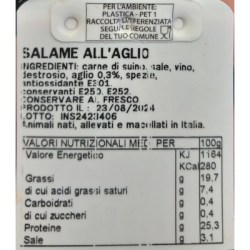 PER L'AMBIENTE:
PLASTICA - PET 1
RACCOLTA DIFFERENZIATA
SEGUI LE REGOLE
DEL TUO COMUNE
SALAME ALL'AGLIO
INGREDIENTI: carne di suino, sale, vino,
destrosio, aglio 0,3%, spezie,
antiossidante E301.
conservanti E250, E252.
CONSERVARE AL FRESCO
PRODOTTO IL: 23/08/2024
LOTTO: INS242I406
Animali nati, allevati e macellati in Italia.
VALORI NUTRIZIONALI MEDI PER 100g
Valore Energetico KJ 1164
KCal 280
Grassi g 19,7
di cui acidi grassi saturi g 7,4
Carboidrati g 0,4
di cui zuccheri g 0,4
Proteine g 25,3
Sale g 3,1